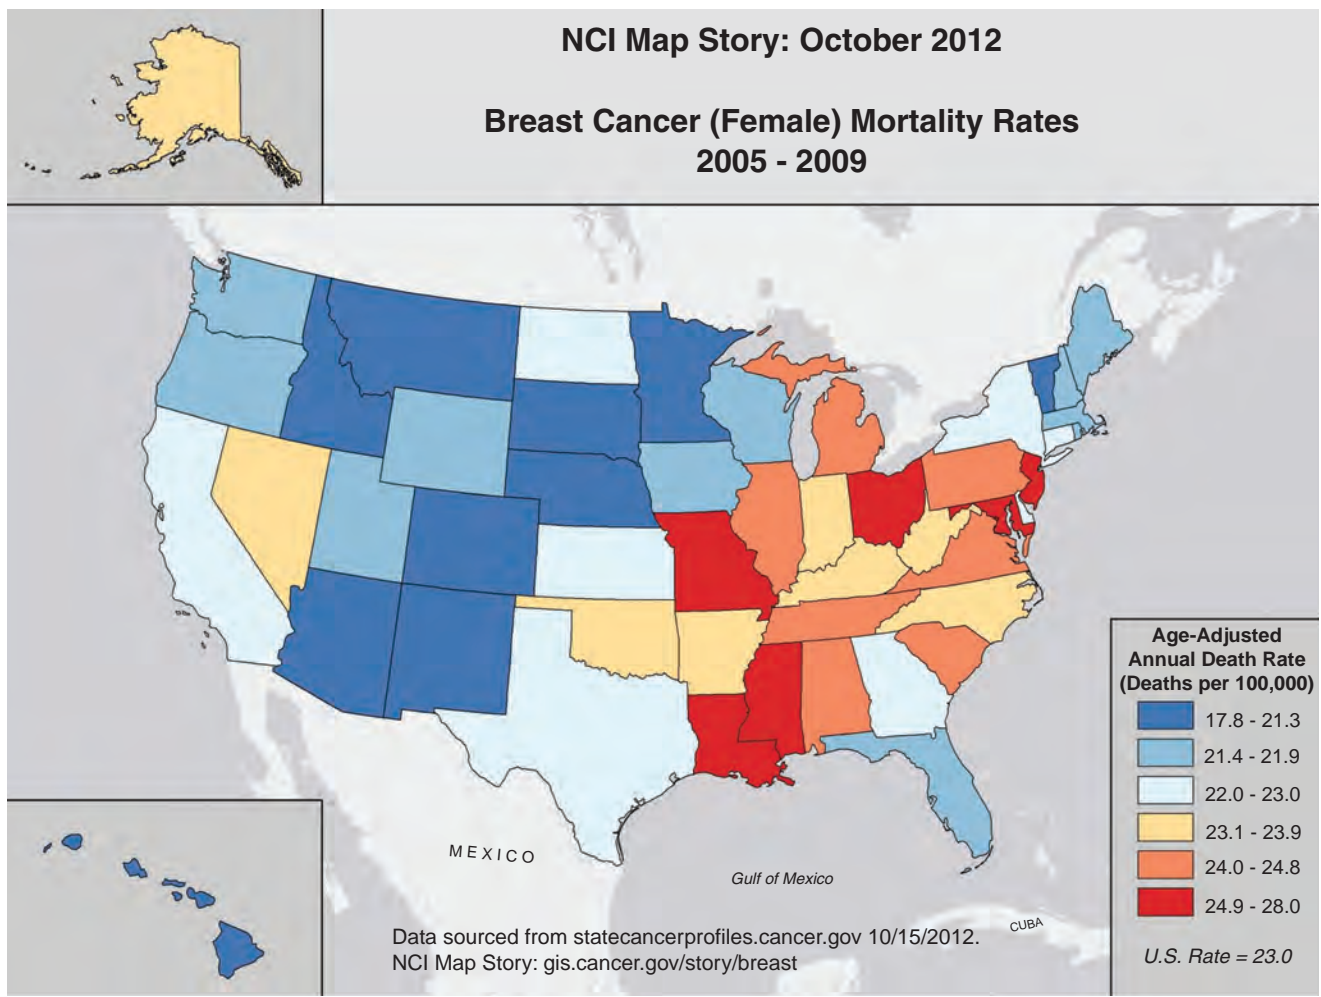 NCI Map Story: October 2012
Breast Cancer (Female) Mortality Rates
2005 - 2009
Age-Adjusted
Annual Death Rate
(Deaths per 100,000)
17.8 - 21.3
21.4 - 21.9
22.0 - 23.0
23.1 - 23.9
24.0 - 24.8
24.9 - 28.0
U.S. Rate = 23.0
MEXICO
Gulf of Mexico
CUBA
Data sourced from statecancerprofiles.cancer.gov 10/15/2012.
NCI Map Story: gis.cancer.gov/story/breast